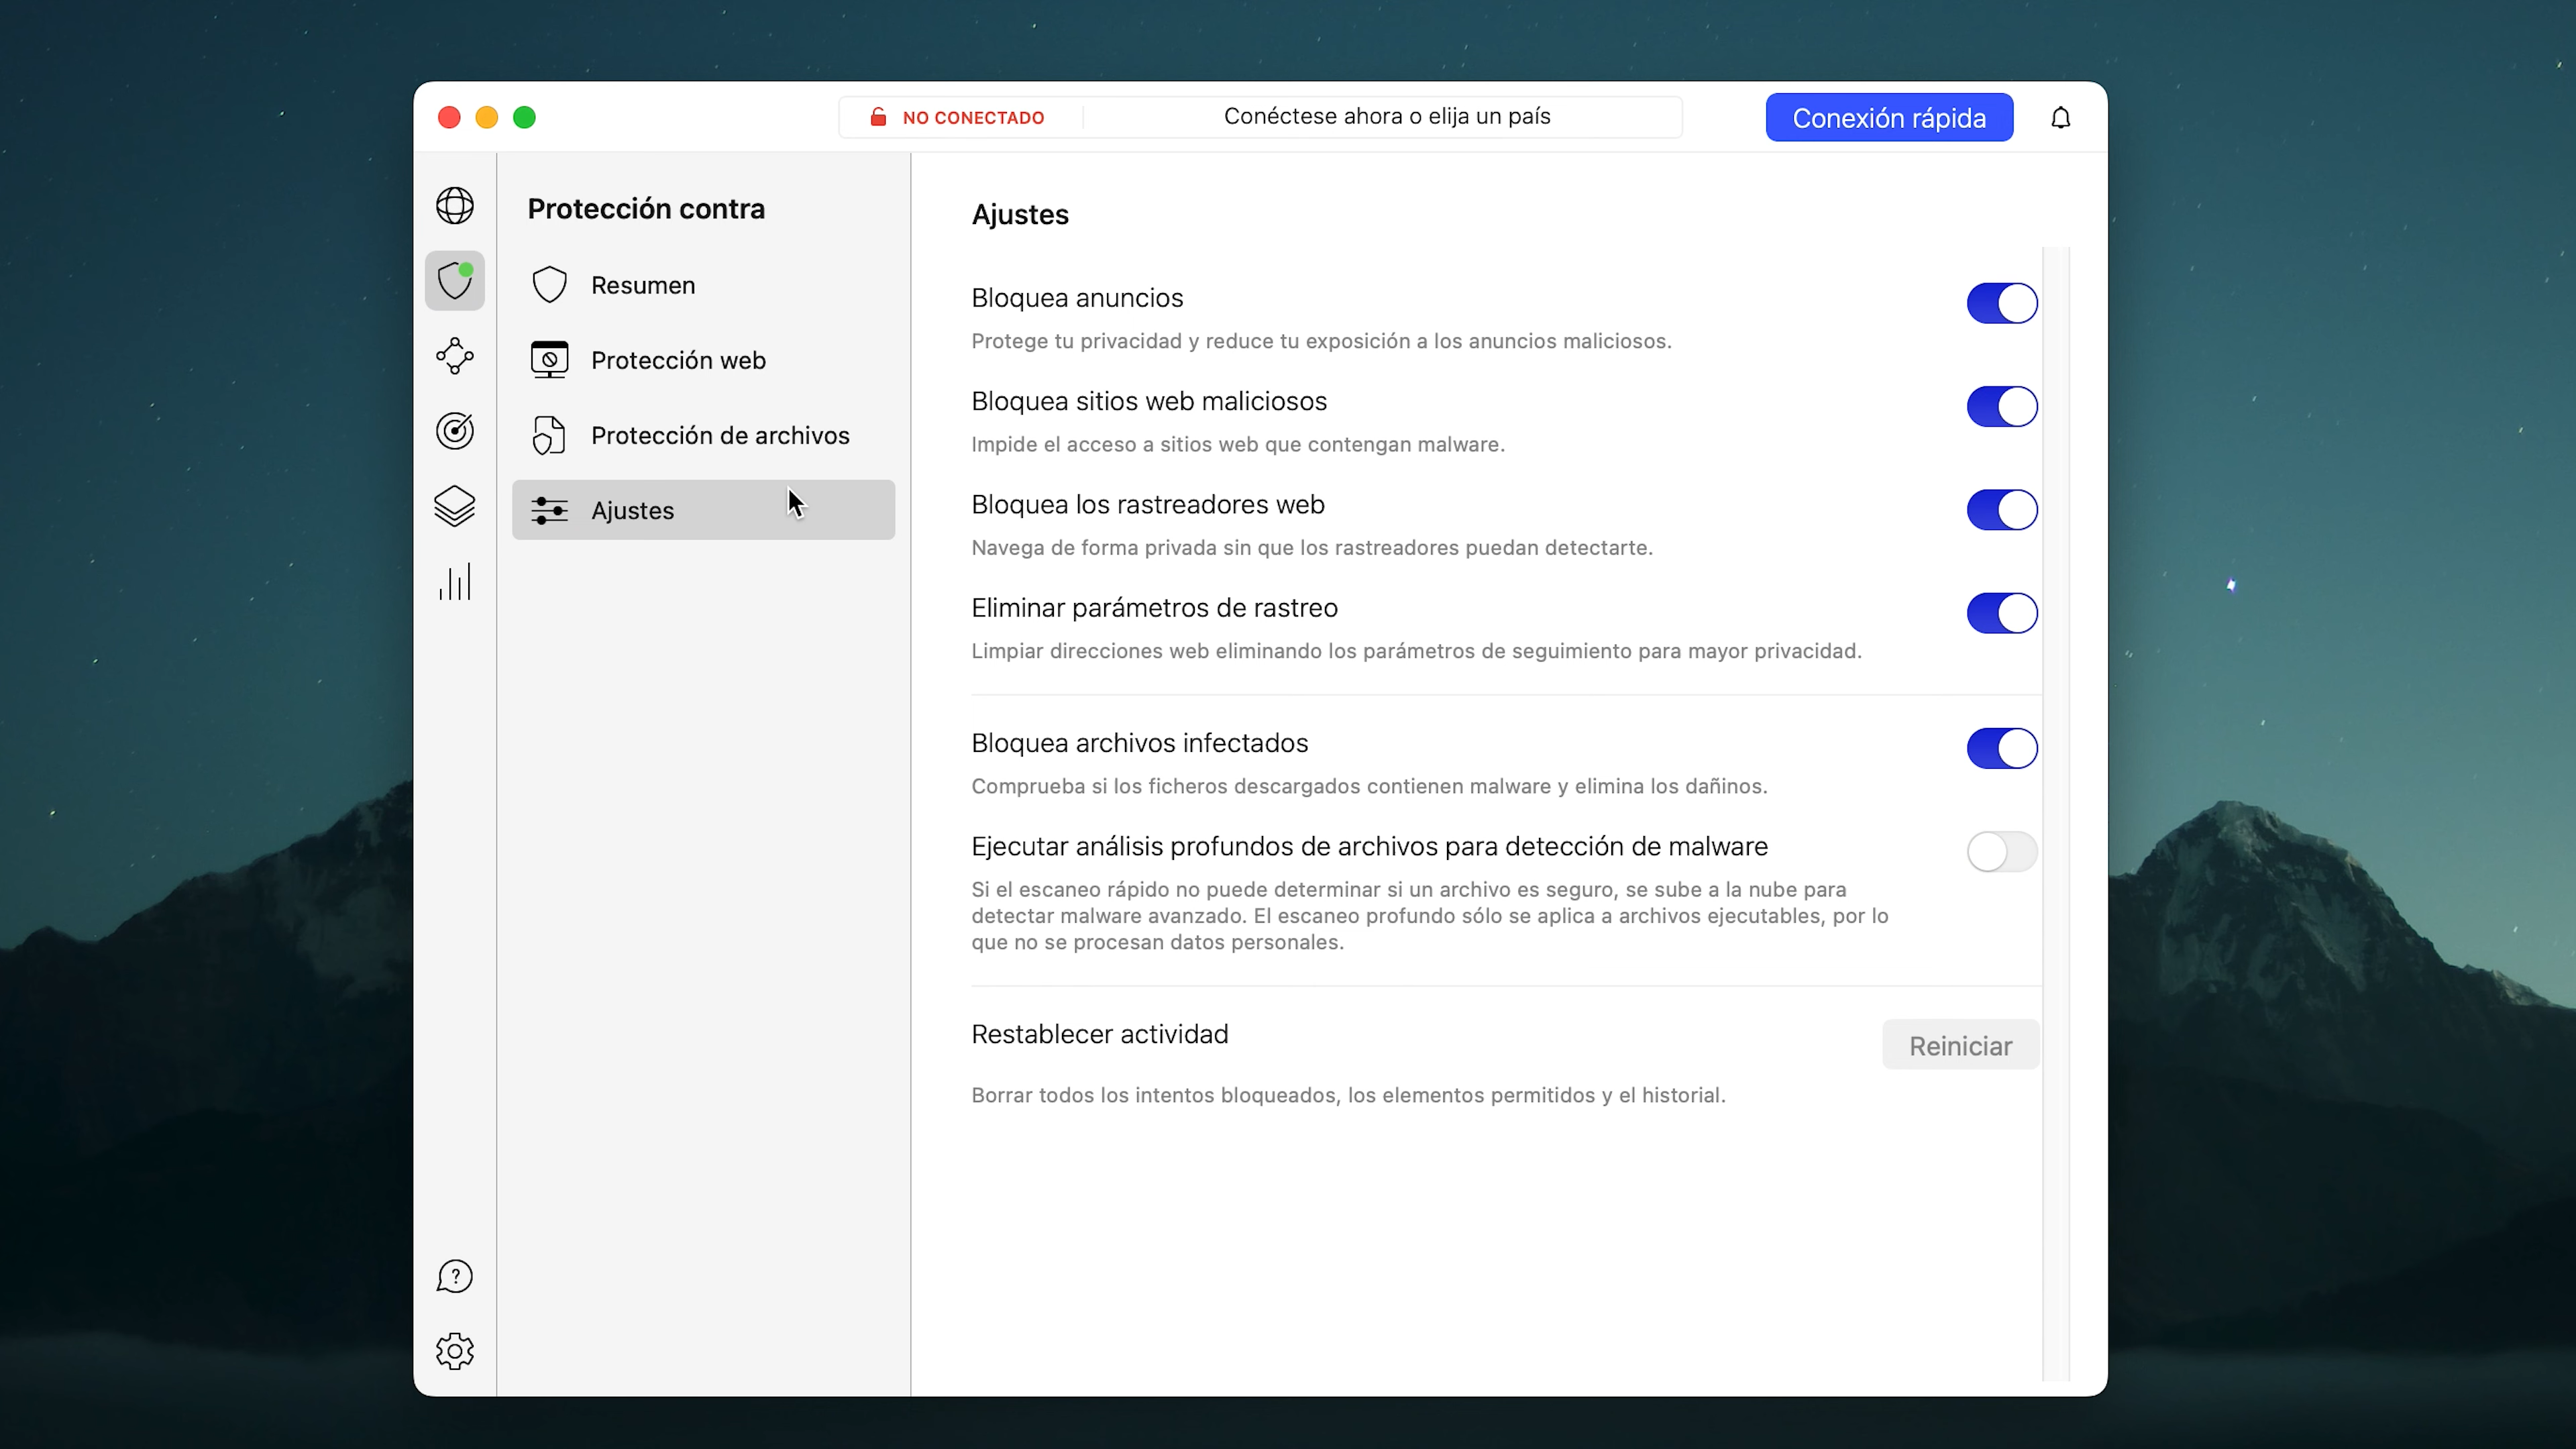 NO CONECTADO
Conéctese ahora o elija un país
Conexión rápida
Protección contra
Resumen
Protección web
Protección de archivos
Ajustes
Ajustes
Bloquea anuncios
Protege tu privacidad y reduce tu exposición a los anuncios maliciosos.
Bloquea sitios web maliciosos
Impide el acceso a sitios web que contengan malware.
Bloquea los rastreadores web
Navega de forma privada sin que los rastreadores puedan detectarte.
Eliminar parámetros de rastreo
Limpiar direcciones web eliminando los parámetros de seguimiento para mayor privacidad.
Bloquea archivos infectados
Comprueba si los ficheros descargados contienen malware y elimina los dañinos.
Ejecutar análisis profundos de archivos para detección de malware
Si el escaneo rápido no puede determinar si un archivo es seguro, se sube a la nube para
detectar malware avanzado. El escaneo profundo sólo se aplica a archivos ejecutables, por lo
que no se procesan datos personales.
Restablecer actividad
Reiniciar
Borrar todos los intentos bloqueados, los elementos permitidos y el historial.